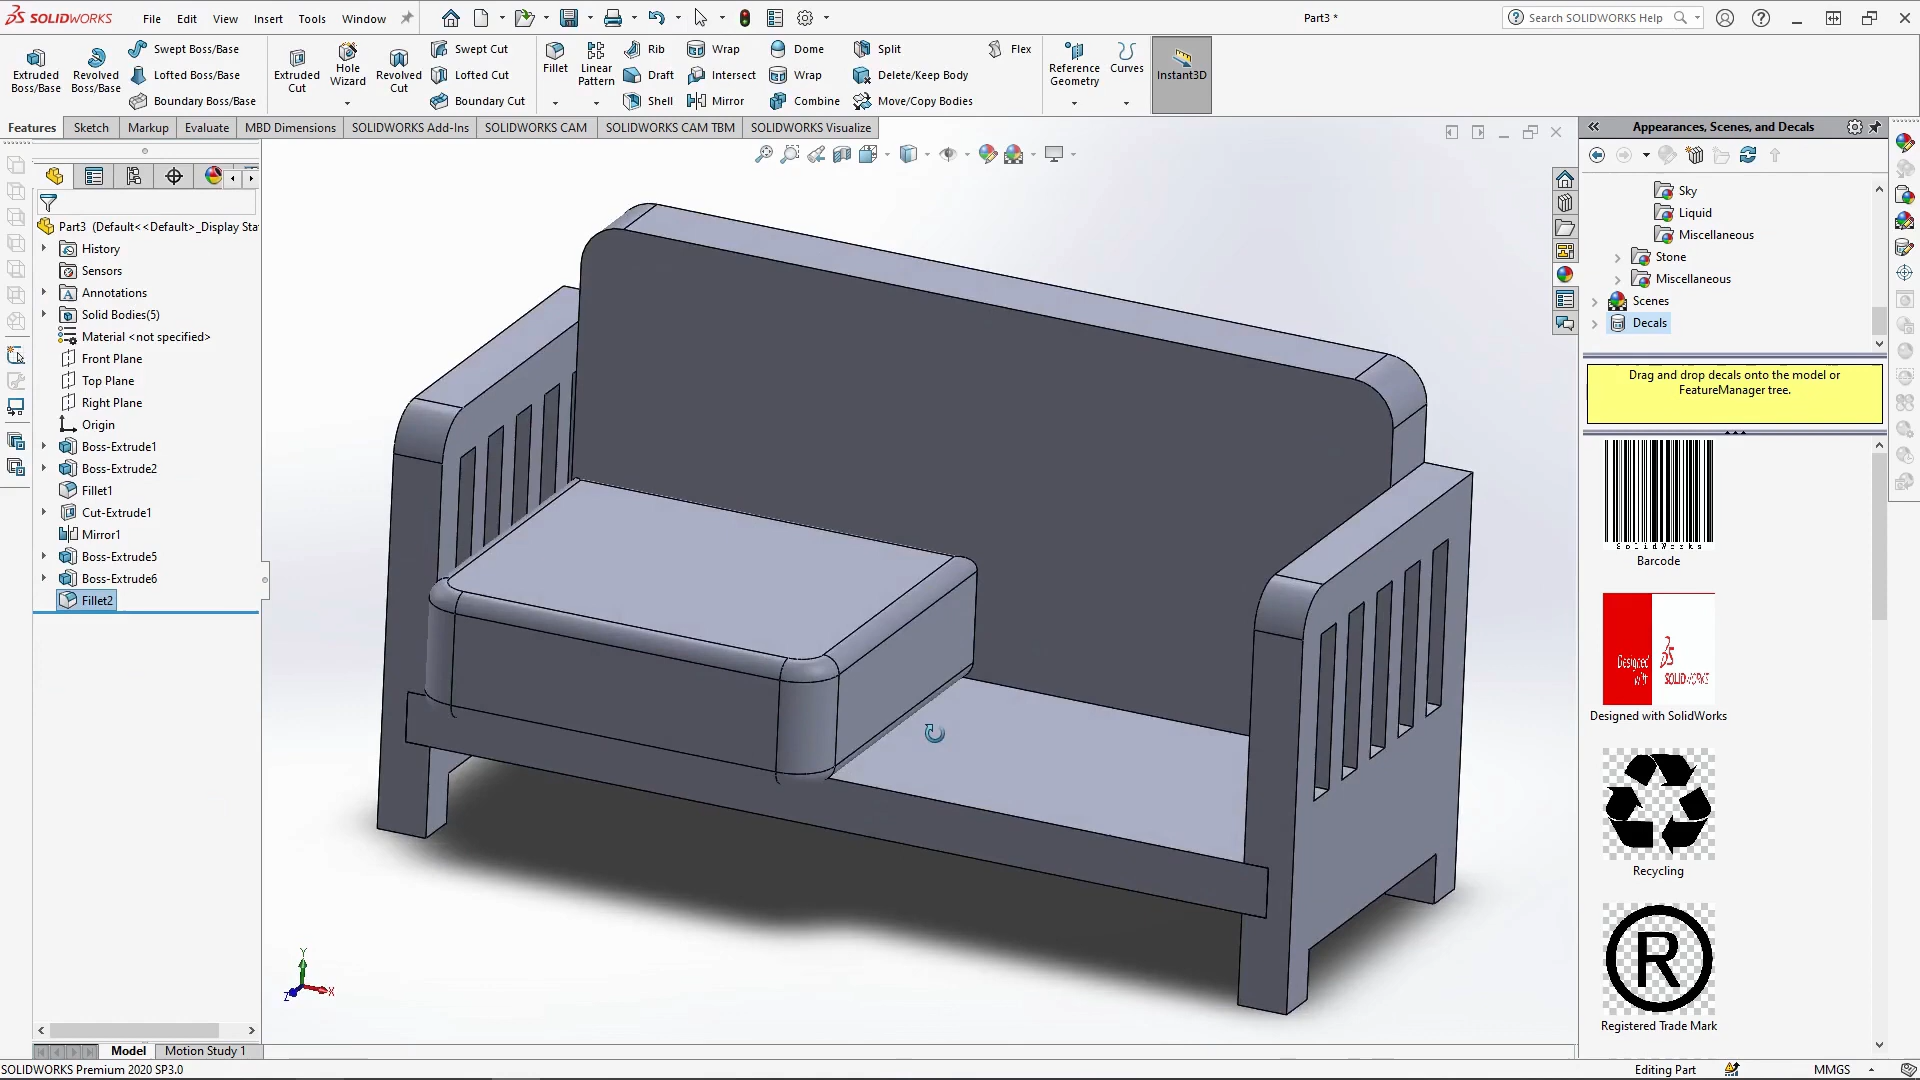 SOLIDWORKS
File
Edit
View
Insert
Tools
Window
Part3 *
Search SOLIDWORKS Help
Extruded
Boss/Base
Revolved
Boss/Base
Swept Boss/Base
Lofted Boss/Base
Boundary Boss/Base
Extruded
Cut
Hole
Wizard
Revolved
Cut
Swept Cut
Lofted Cut
Boundary Cut
Fillet
Linear
Pattern
Rib
Draft
Shell
Wrap
Intersect
Mirror
Dome
Wrap
Combine
Split
Delete/Keep Body
Move/Copy Bodies
Flex
Reference
Geometry
Curves
Instant3D
Features
Sketch
Markup
Evaluate
MBD Dimensions
SOLIDWORKS Add-Ins
SOLIDWORKS CAM
SOLIDWORKS CAM TBM
SOLIDWORKS Visualize
Part3 (Default<<Default>_Display Sta
History
Sensors
Annotations
Solid Bodies(5)
Material <not specified>
Front Plane
Top Plane
Right Plane
Origin
Boss-Extrude1
Boss-Extrude2
Fillet1
Cut-Extrude1
Mirror1
Boss-Extrude5
Boss-Extrude6
Fillet2
Y
X
Z
Appearances, Scenes, and Decals
Sky
Liquid
Miscellaneous
Stone
Miscellaneous
Scenes
Decals
Drag and drop decals onto the model or
FeatureManager tree.
SolidWorks
Barcode
Designed
with
SOLIDWORKS
Designed with SolidWorks
Recycling
R
Registered Trade Mark
Model
Motion Study 1
SOLIDWORKS Premium 2020 SP3.0
Editing Part
MMGS